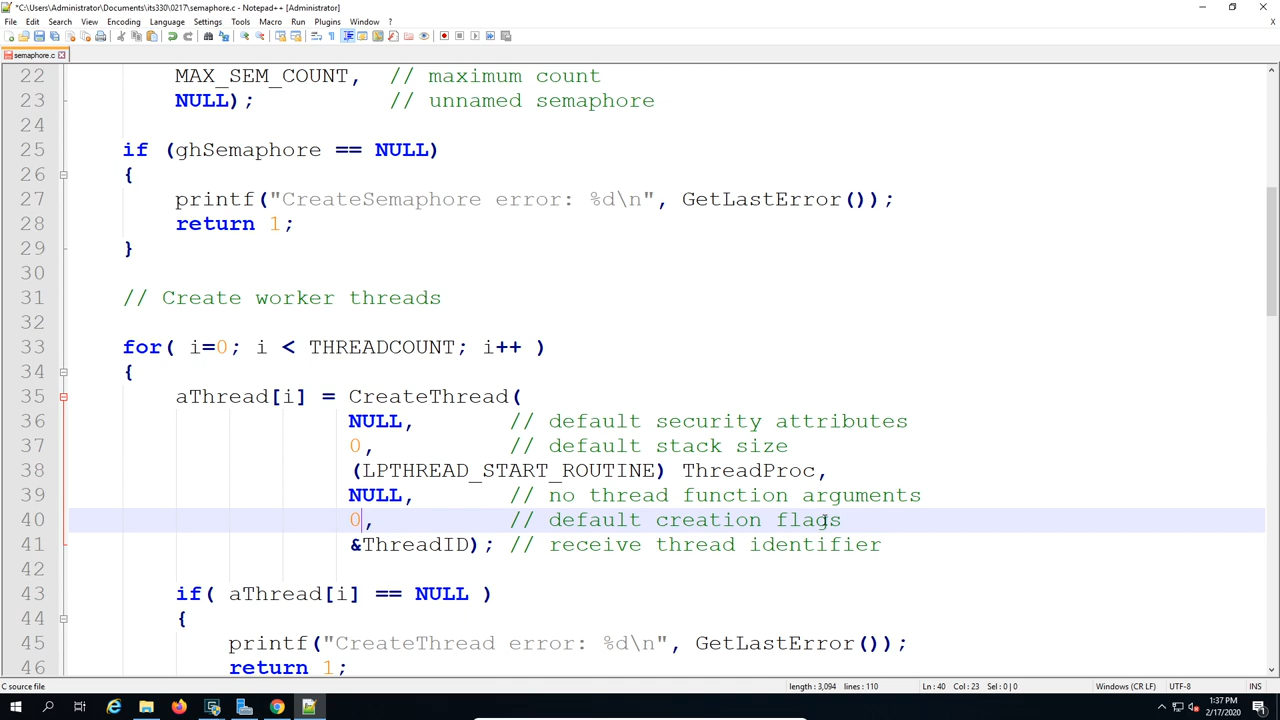 *C:\Users\Administrator\Documents\its330\0217\semaphore.c - Notepad++ [Administrator]
File Edit Search View Encoding Language Settings Tools Macro Run Plugins Window ?
semaphore.c
22 MAX_SEM_COUNT, // maximum count
23 NULL); // unnamed semaphore
24
25 if (ghSemaphore == NULL)
26 {
27 printf("CreateSemaphore error: %d\n", GetLastError());
28 return 1;
29 }
30
31 // Create worker threads
32
33 for( i=0; i < THREADCOUNT; i++ )
34 {
35 aThread[i] = CreateThread(
36 NULL, // default security attributes
37 0, // default stack size
38 (LPTHREAD_START_ROUTINE) ThreadProc,
39 NULL, // no thread function arguments
40 0, // default creation flags
41 &ThreadID); // receive thread identifier
42
43 if( aThread[i] == NULL )
44 {
45 printf("CreateThread error: %d\n", GetLastError());
46 return 1;
C source file length : 3,094 lines : 110 Ln : 40 Col : 23 Sel : 0 | 0 Windows (CR LF) UTF-8 INS
1:37 PM
2/17/2020